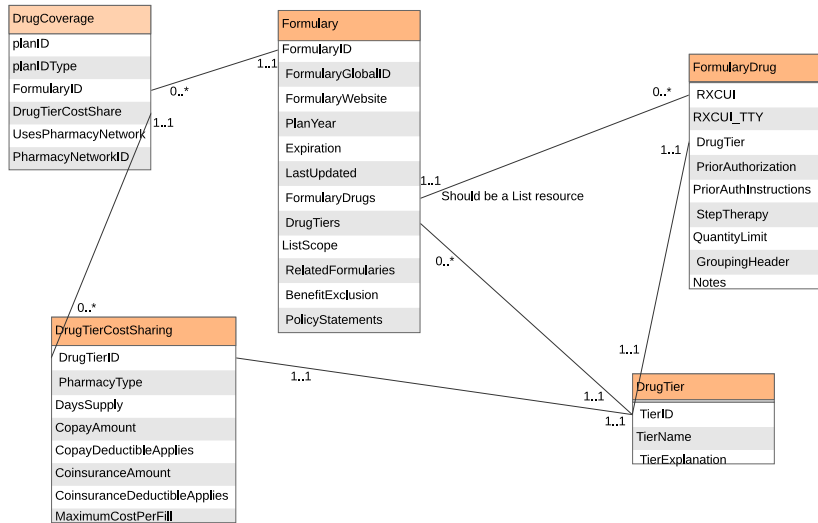 DrugCoverage
planID
planIDType
FormularyID
DrugTierCostShare
UsesPharmacyNetwork
PharmacyNetworkID
0..*
1..1
Formulary
FormularyID
FormularyGlobalID
FormularyWebsite
PlanYear
Expiration
LastUpdated
FormularyDrugs
DrugTiers
ListScope
RelatedFormularies
BenefitExclusion
PolicyStatements
1..1
1..1
Should be a List resource
0..*
FormularyDrug
RXCUI
RXCUI_TTY
DrugTier
PriorAuthorization
PriorAuthInstructions
StepTherapy
QuantityLimit
GroupingHeader
Notes
0..*
1..1
0..*
DrugTierCostSharing
DrugTierID
PharmacyType
DaysSupply
CopayAmount
CopayDeductibleApplies
CoinsuranceAmount
CoinsuranceDeductibleApplies
MaximumCostPerFill
1..1
1..1
DrugTier
TierID
TierName
TierExplanation
1..1
1..1